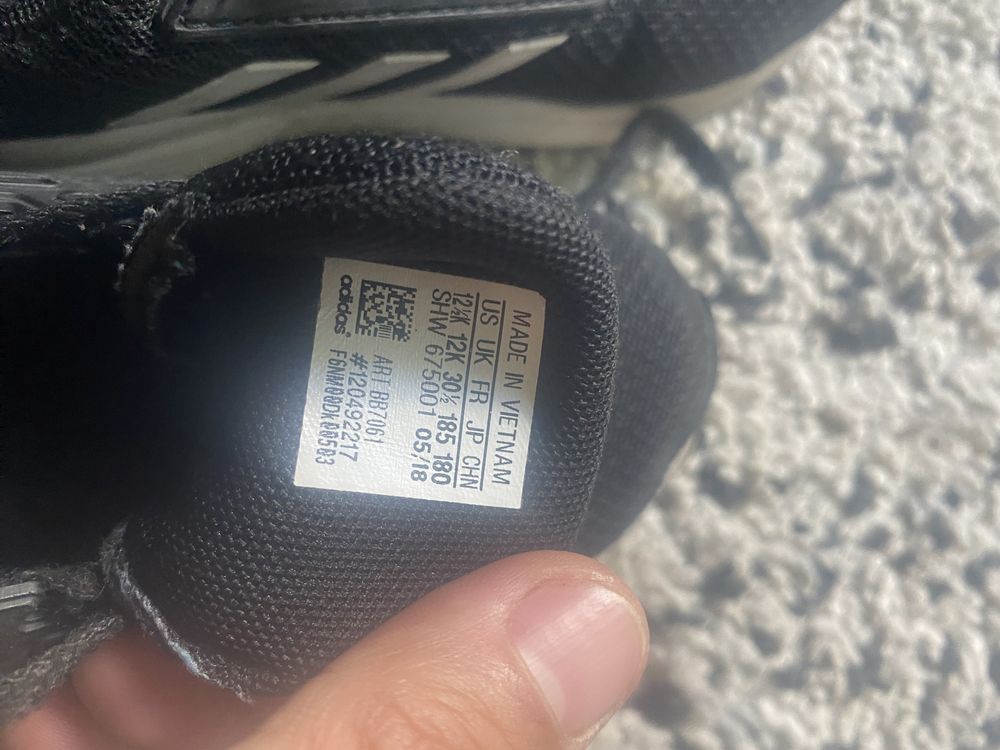 MADE IN VIETNAM
US UK FR JP CHN
12½K 12K 30½ 185 180
SHW 675001 05/18
ART BB7061
#120492217
adidas